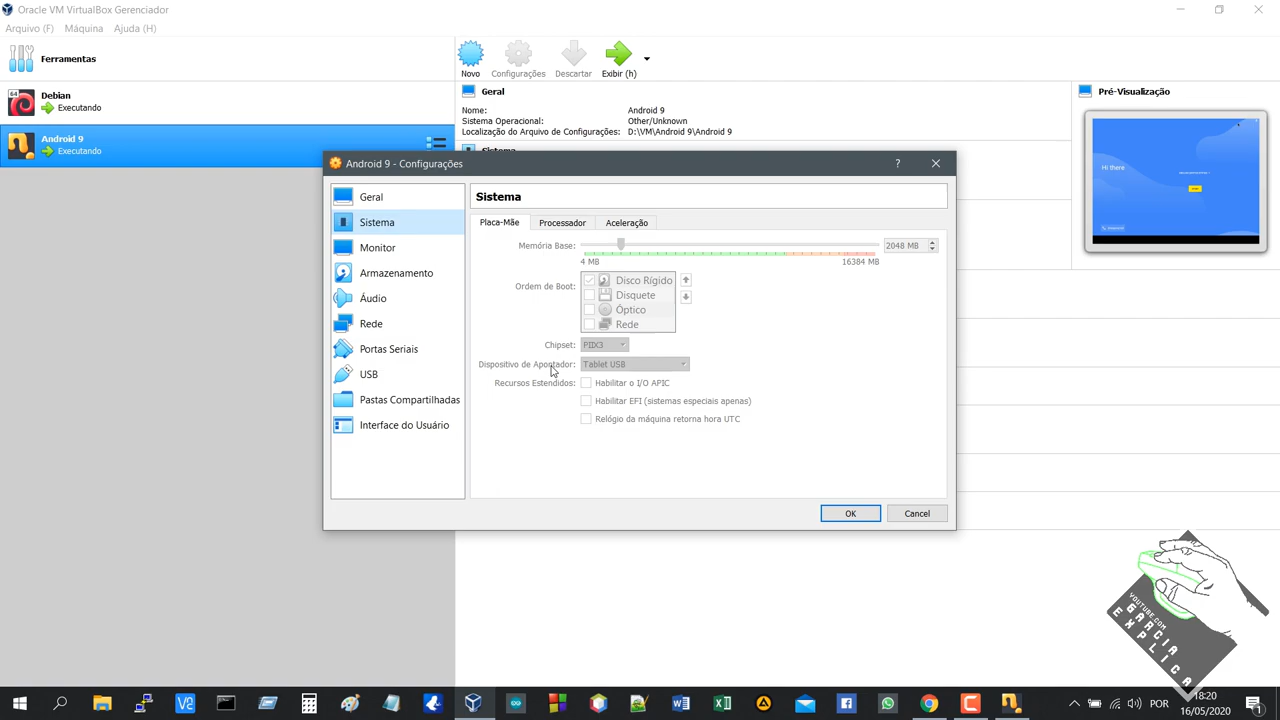 Oracle VM VirtualBox Gerenciador
Arquivo (F) Máquina Ajuda (H)
Ferramentas
Novo Configurações Descartar Exibir (h)
64 Debian
Executando
Android 9
Executando
Geral
Nome: Android 9
Sistema Operacional: Other/Unknown
Localização do Arquivo de Configurações: D:\VM\Android 9\Android 9
Sistema
Pré-Visualização
Hi there
Android 9 - Configurações
?
Geral
Sistema
Monitor
Armazenamento
Áudio
Rede
Portas Seriais
USB
Pastas Compartilhadas
Interface do Usuário
Sistema
Placa-Mãe Processador Aceleração
Memória Base: 2048 MB
4 MB 16384 MB
Ordem de Boot: Disco Rígido
Disquete
Óptico
Rede
Chipset: PIIX3
Dispositivo de Apontador: Tablet USB
Recursos Estendidos: Habilitar o I/O APIC
Habilitar EFI (sistemas especiais apenas)
Relógio da máquina retorna hora UTC
OK Cancel
YOUTUBE.COM
GARCIA
EXPLICA
POR
18:20
16/05/2020
1